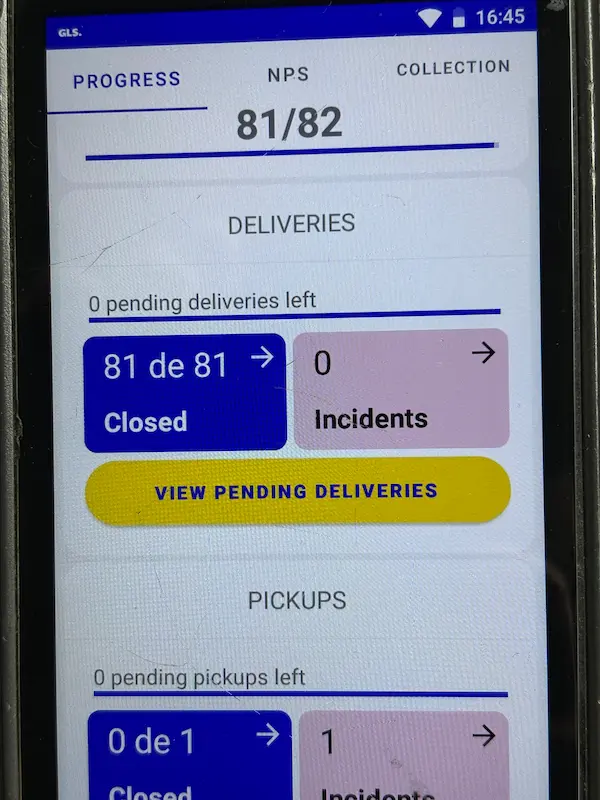 GLS. 16:45
PROGRESS NPS COLLECTION
81/82
DELIVERIES
0 pending deliveries left
81 de 81 0
Closed Incidents
VIEW PENDING DELIVERIES
PICKUPS
0 pending pickups left
0 de 1 1
Closed Incidents